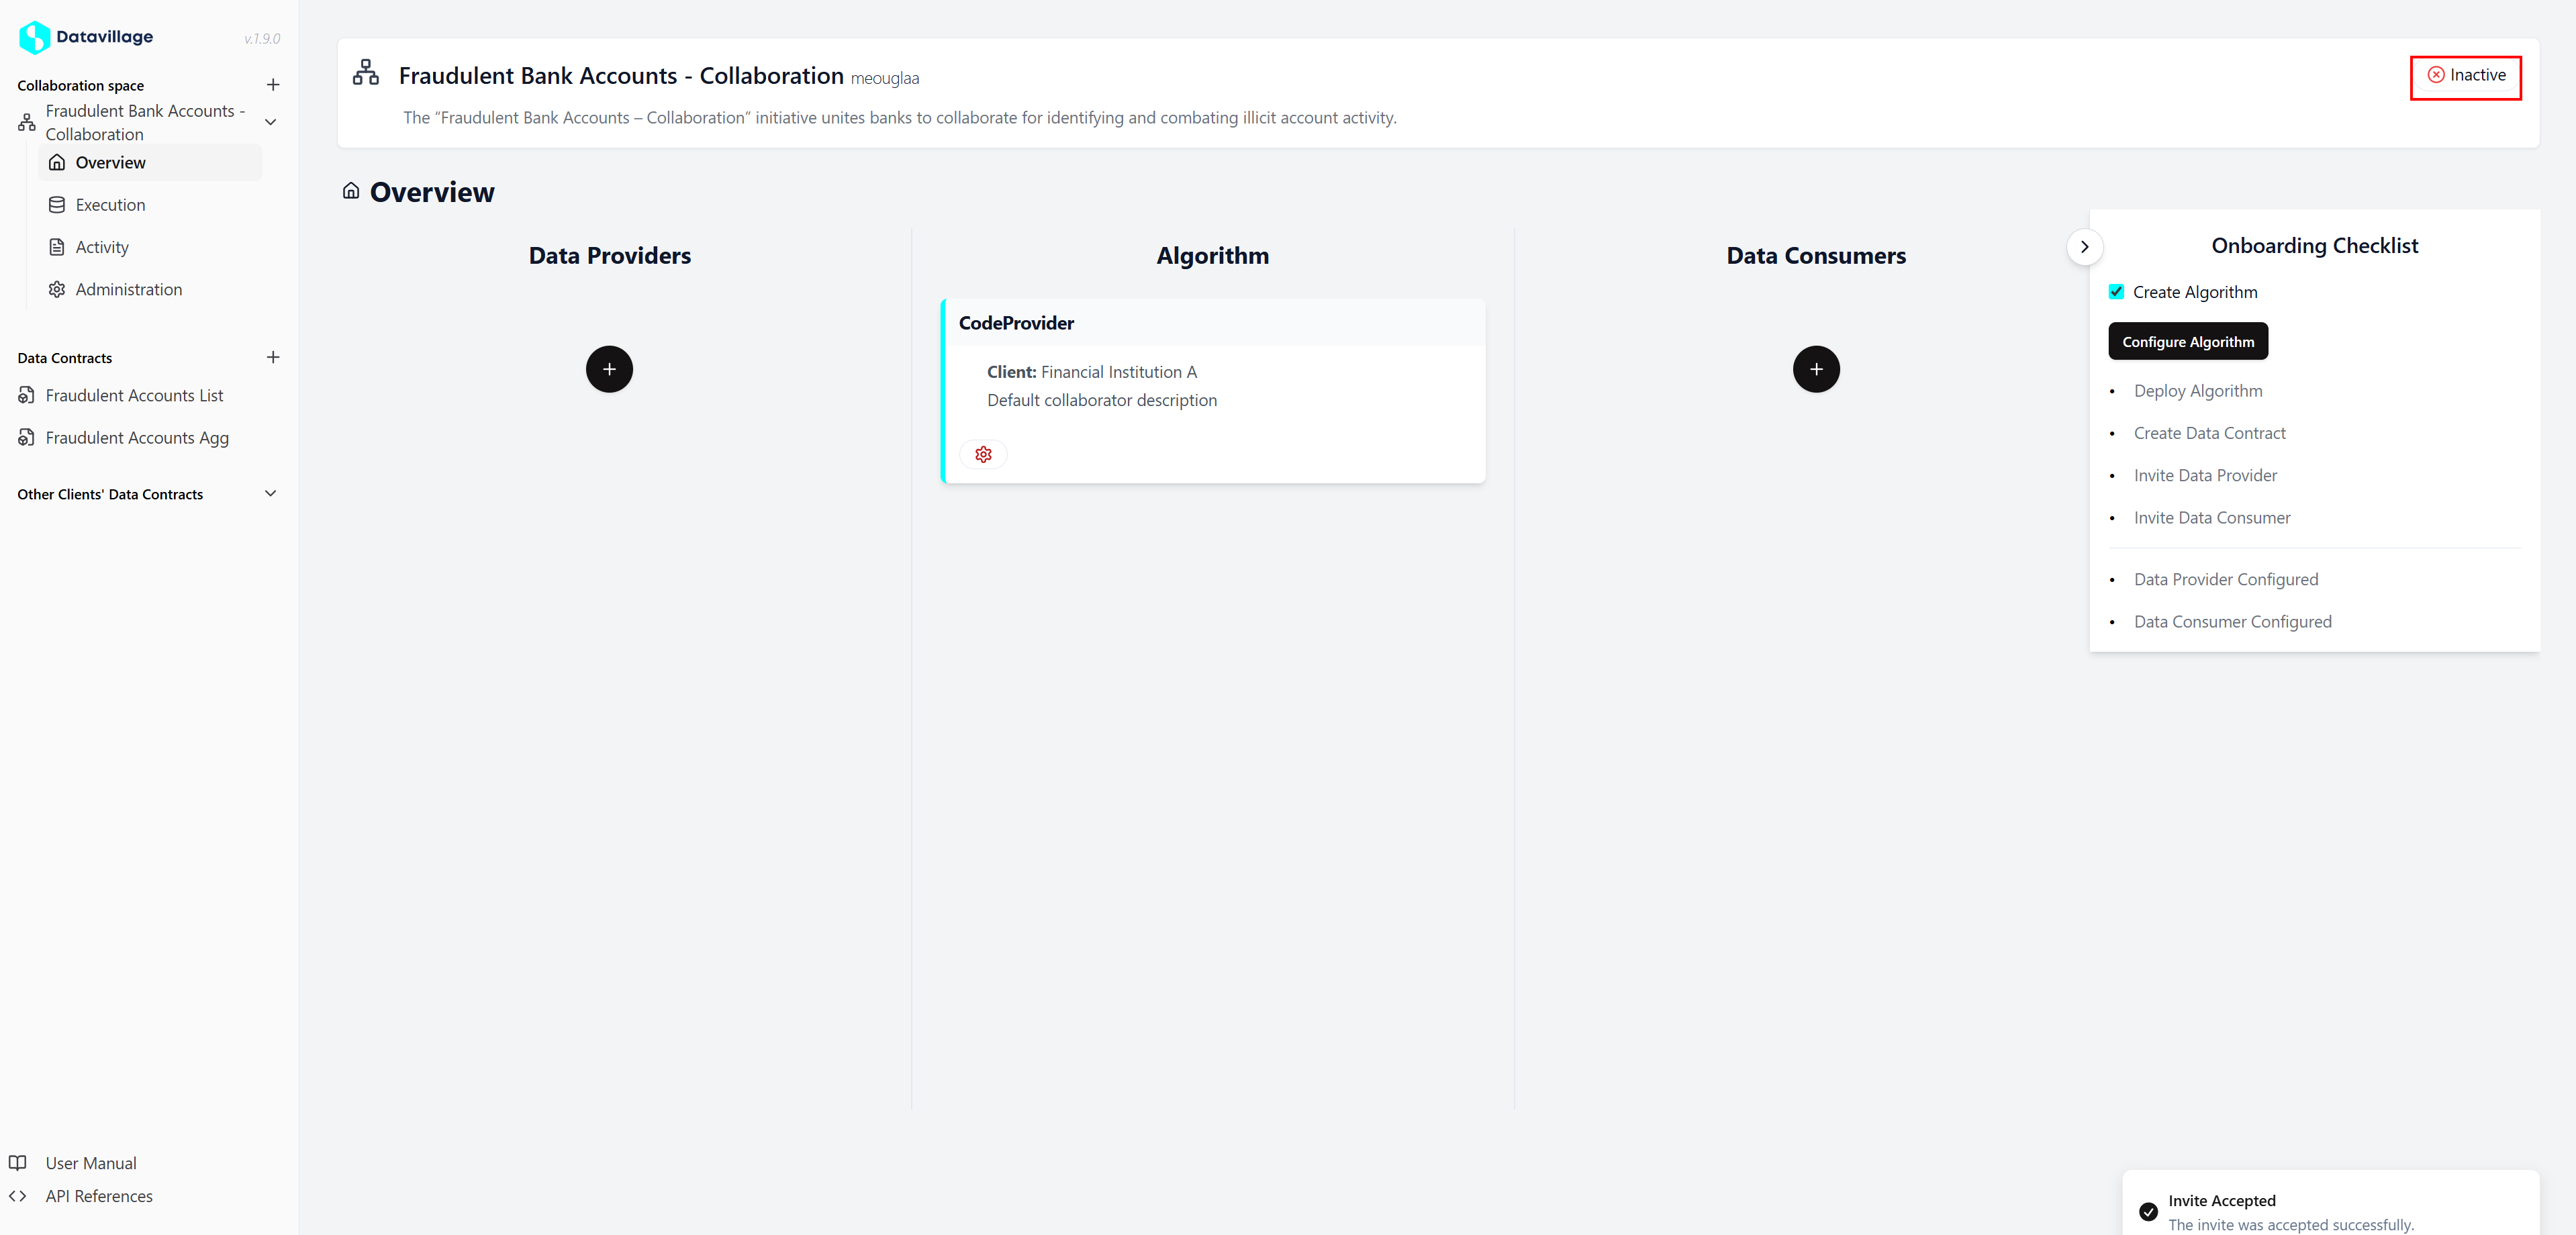 Datavillage
v.1.9.0
Collaboration space
Fraudulent Bank Accounts -
Collaboration
Overview
Execution
Activity
Administration
Data Contracts
Fraudulent Accounts List
Fraudulent Accounts Agg
Other Clients' Data Contracts
User Manual
API References
Fraudulent Bank Accounts - Collaboration meouglaa
Inactive
The “Fraudulent Bank Accounts – Collaboration” initiative unites banks to collaborate for identifying and combating illicit account activity.
Overview
Data Providers
Algorithm
CodeProvider
Client: Financial Institution A
Default collaborator description
Data Consumers
Onboarding Checklist
Create Algorithm
Configure Algorithm
Deploy Algorithm
Create Data Contract
Invite Data Provider
Invite Data Consumer
Data Provider Configured
Data Consumer Configured
Invite Accepted
The invite was accepted successfully.